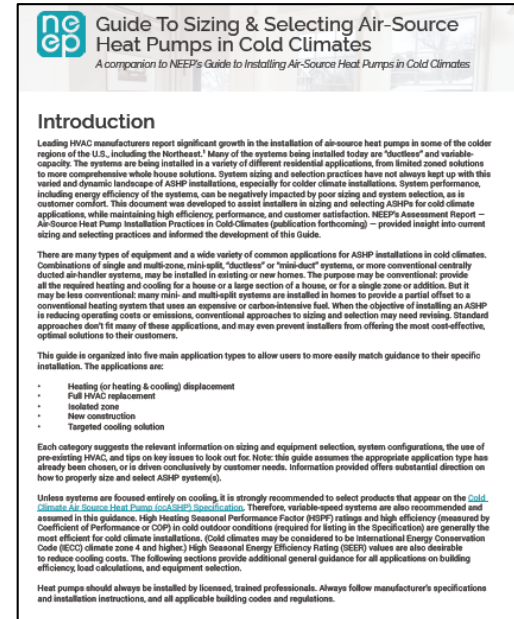 ne
ep
Guide To Sizing & Selecting Air-Source
Heat Pumps in Cold Climates
A companion to NEEP's Guide to Installing Air-Source Heat Pumps in Cold Climates
Introduction
Leading HVAC manufacturers report significant growth in the installation of air-source heat pumps in some of the colder
regions of the U.S., including the Northeast.¹ Many of the systems being installed today are "ductless" and variable-
capacity. The systems are being installed in a variety of different residential applications, from limited zoned solutions
to more comprehensive whole house solutions. System sizing and selection practices have not always kept up with this
varied and dynamic landscape of ASHP installations, especially for colder climate installations. System performance,
including energy efficiency of the systems, can be negatively impacted by poor sizing and system selection, as is
customer comfort. This document was developed to assist installers in sizing and selecting ASHPs for cold climate
applications, while maintaining high efficiency, performance, and customer satisfaction. NEEP's Assessment Report —
Air-Source Heat Pump Installation Practices in Cold-Climates (publication forthcoming) — provided insight into current
sizing and selecting practices and informed the development of this Guide.
There are many types of equipment and a wide variety of common applications for ASHP installations in cold climates.
Combinations of single and multi-zone, mini-split, "ductless" or "mini-duct" systems, or more conventional centrally
ducted air-handler systems, may be installed in existing or new homes. The purpose may be conventional: provide
all the required heating and cooling for a house or a large section of a house, or for a single zone or addition. But it
may be less conventional: many mini- and multi-split systems are installed in homes to provide a partial offset to a
conventional heating system that uses an expensive or carbon-intensive fuel. When the objective of installing an ASHP
is reducing operating costs or emissions, conventional approaches to sizing and selection may need revising. Standard
approaches don't fit many of these applications, and may even prevent installers from offering the most cost-effective,
optimal solutions to their customers.
This guide is organized into five main application types to allow users to more easily match guidance to their specific
installation. The applications are:
• Heating (or heating & cooling) displacement
• Full HVAC replacement
• Isolated zone
• New construction
• Targeted cooling solution
Each category suggests the relevant information on sizing and equipment selection, system configurations, the use of
pre-existing HVAC, and tips on key issues to look out for. Note: this guide assumes the appropriate application type has
already been chosen, or is driven conclusively by customer needs. Information provided offers substantial direction on
how to properly size and select ASHP system(s).
Unless systems are focused entirely on cooling, it is strongly recommended to select products that appear on the Cold
Climate Air Source Heat Pump (ccASHP) Specification. Therefore, variable-speed systems are also recommended and
assumed in this guidance. High Heating Seasonal Performance Factor (HSPF) ratings and high efficiency (measured by
Coefficient of Performance or COP) in cold outdoor conditions (required for listing in the Specification) are generally the
most efficient for cold climate installations. (Cold climates may be considered to be International Energy Conservation
Code (IECC) climate zone 4 and higher.) High Seasonal Energy Efficiency Rating (SEER) values are also desirable
to reduce cooling costs. The following sections provide additional general guidance for all applications on building
efficiency, load calculations, and equipment selection.
Heat pumps should always be installed by licensed, trained professionals. Always follow manufacturer's specifications
and installation instructions, and all applicable building codes and regulations.